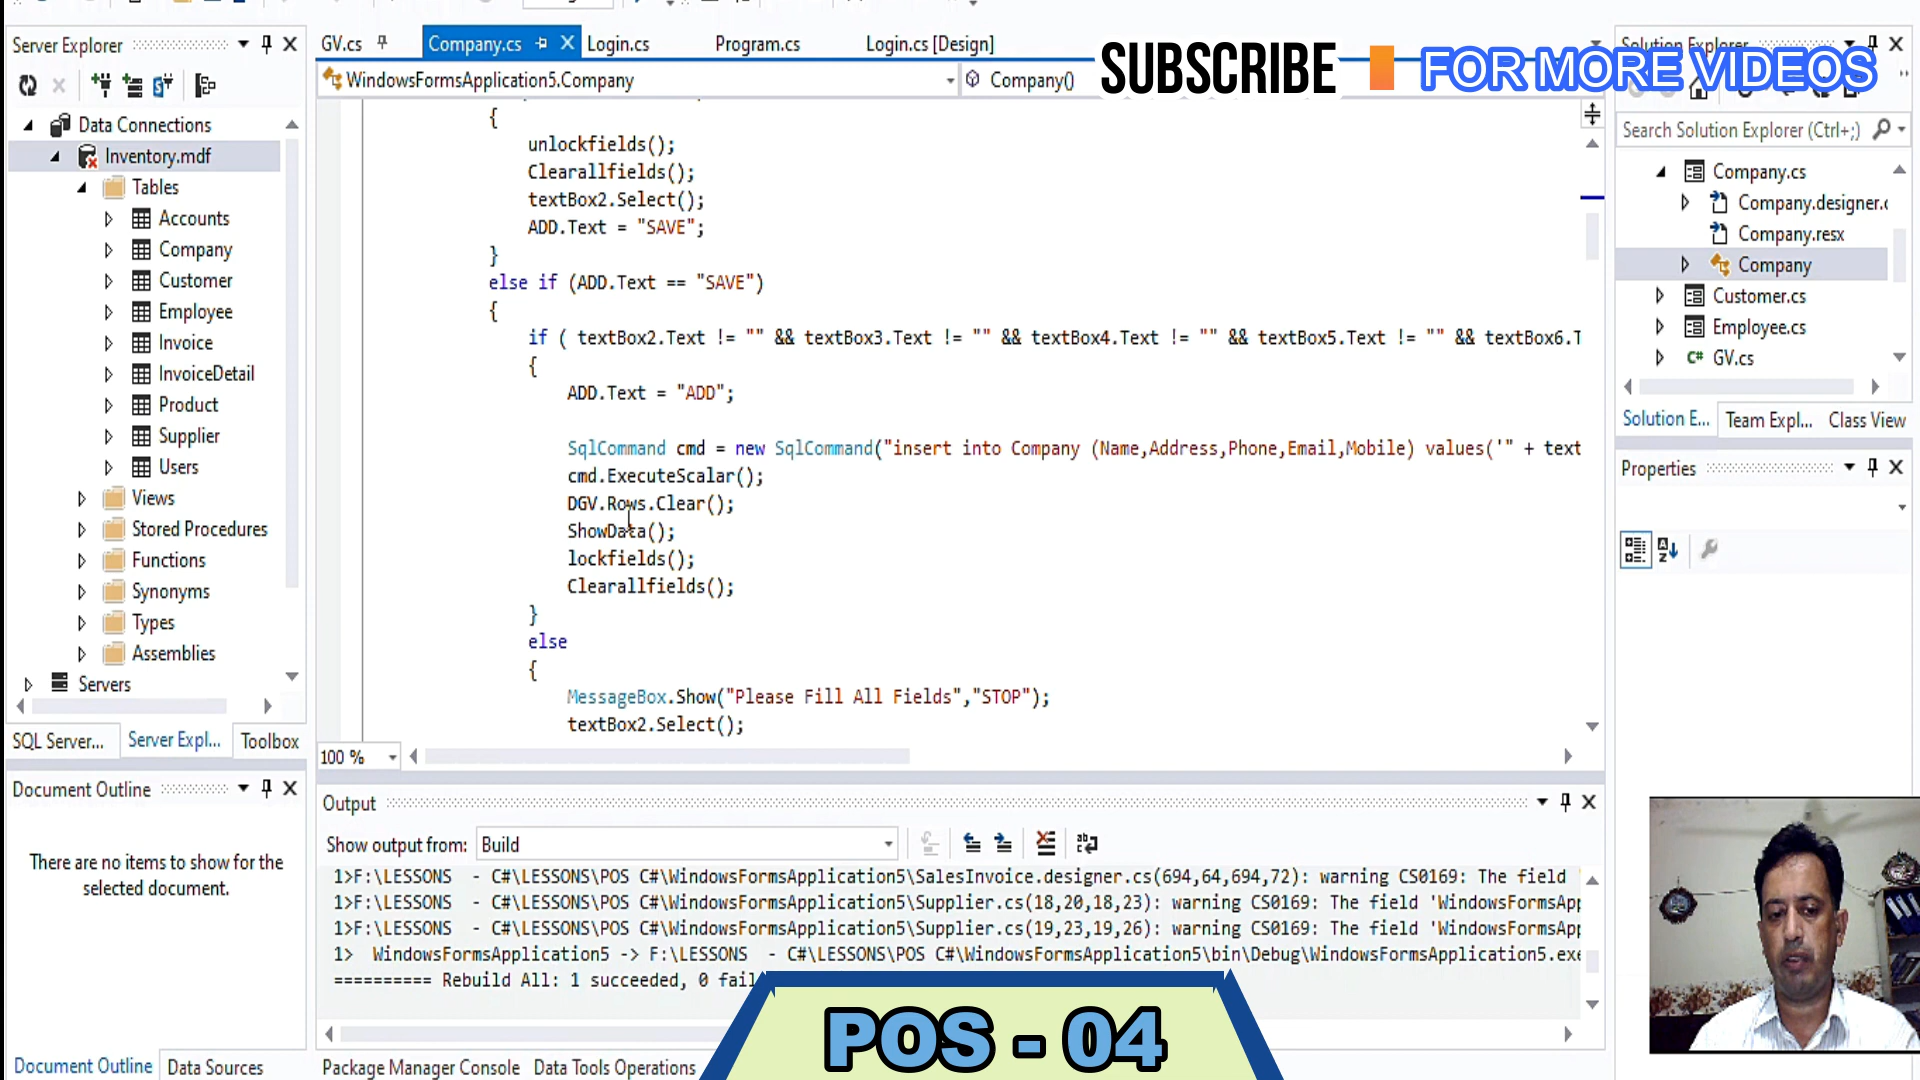 Server Explorer
GV.cs
Company.cs
Login.cs
Program.cs
Login.cs [Design]
SUBSCRIBE
FOR MORE VIDEOS
Solution Explorer
WindowsFormsApplication5.Company
Company()
Search Solution Explorer (Ctrl+;)
Data Connections
Inventory.mdf
Tables
Accounts
Company
Customer
Employee
Invoice
InvoiceDetail
Product
Supplier
Users
Views
Stored Procedures
Functions
Synonyms
Types
Assemblies
Servers
SQL Server...
Server Expl...
Toolbox
{
unlockfields();
Clearallfields();
textBox2.Select();
ADD.Text = "SAVE";
}
else if (ADD.Text == "SAVE")
{
if ( textBox2.Text != "" && textBox3.Text != "" && textBox4.Text != "" && textBox5.Text != "" && textBox6.T
{
ADD.Text = "ADD";
SqlCommand cmd = new SqlCommand("insert into Company (Name,Address,Phone,Email,Mobile) values('" + text
cmd.ExecuteScalar();
DGV.Rows.Clear();
ShowData();
lockfields();
Clearallfields();
}
else
{
MessageBox.Show("Please Fill All Fields","STOP");
textBox2.Select();
100 %
Company.cs
Company.designer.c
Company.resx
Company
Customer.cs
Employee.cs
GV.cs
Solution E...
Team Expl...
Class View
Properties
Document Outline
There are no items to show for the
selected document.
Document Outline
Data Sources
Output
Show output from:
Build
1>F:\LESSONS  - C#\LESSONS\POS C#\WindowsFormsApplication5\SalesInvoice.designer.cs(694,64,694,72): warning CS0169: The field '
1>F:\LESSONS  - C#\LESSONS\POS C#\WindowsFormsApplication5\Supplier.cs(18,20,18,23): warning CS0169: The field 'WindowsFormsApp
1>F:\LESSONS  - C#\LESSONS\POS C#\WindowsFormsApplication5\Supplier.cs(19,23,19,26): warning CS0169: The field 'WindowsFormsApp
1>  WindowsFormsApplication5 -> F:\LESSONS  - C#\LESSONS\POS C#\WindowsFormsApplication5\bin\Debug\WindowsFormsApplication5.exe
========== Rebuild All: 1 succeeded, 0 fail
Package Manager Console
Data Tools Operations
POS - 04